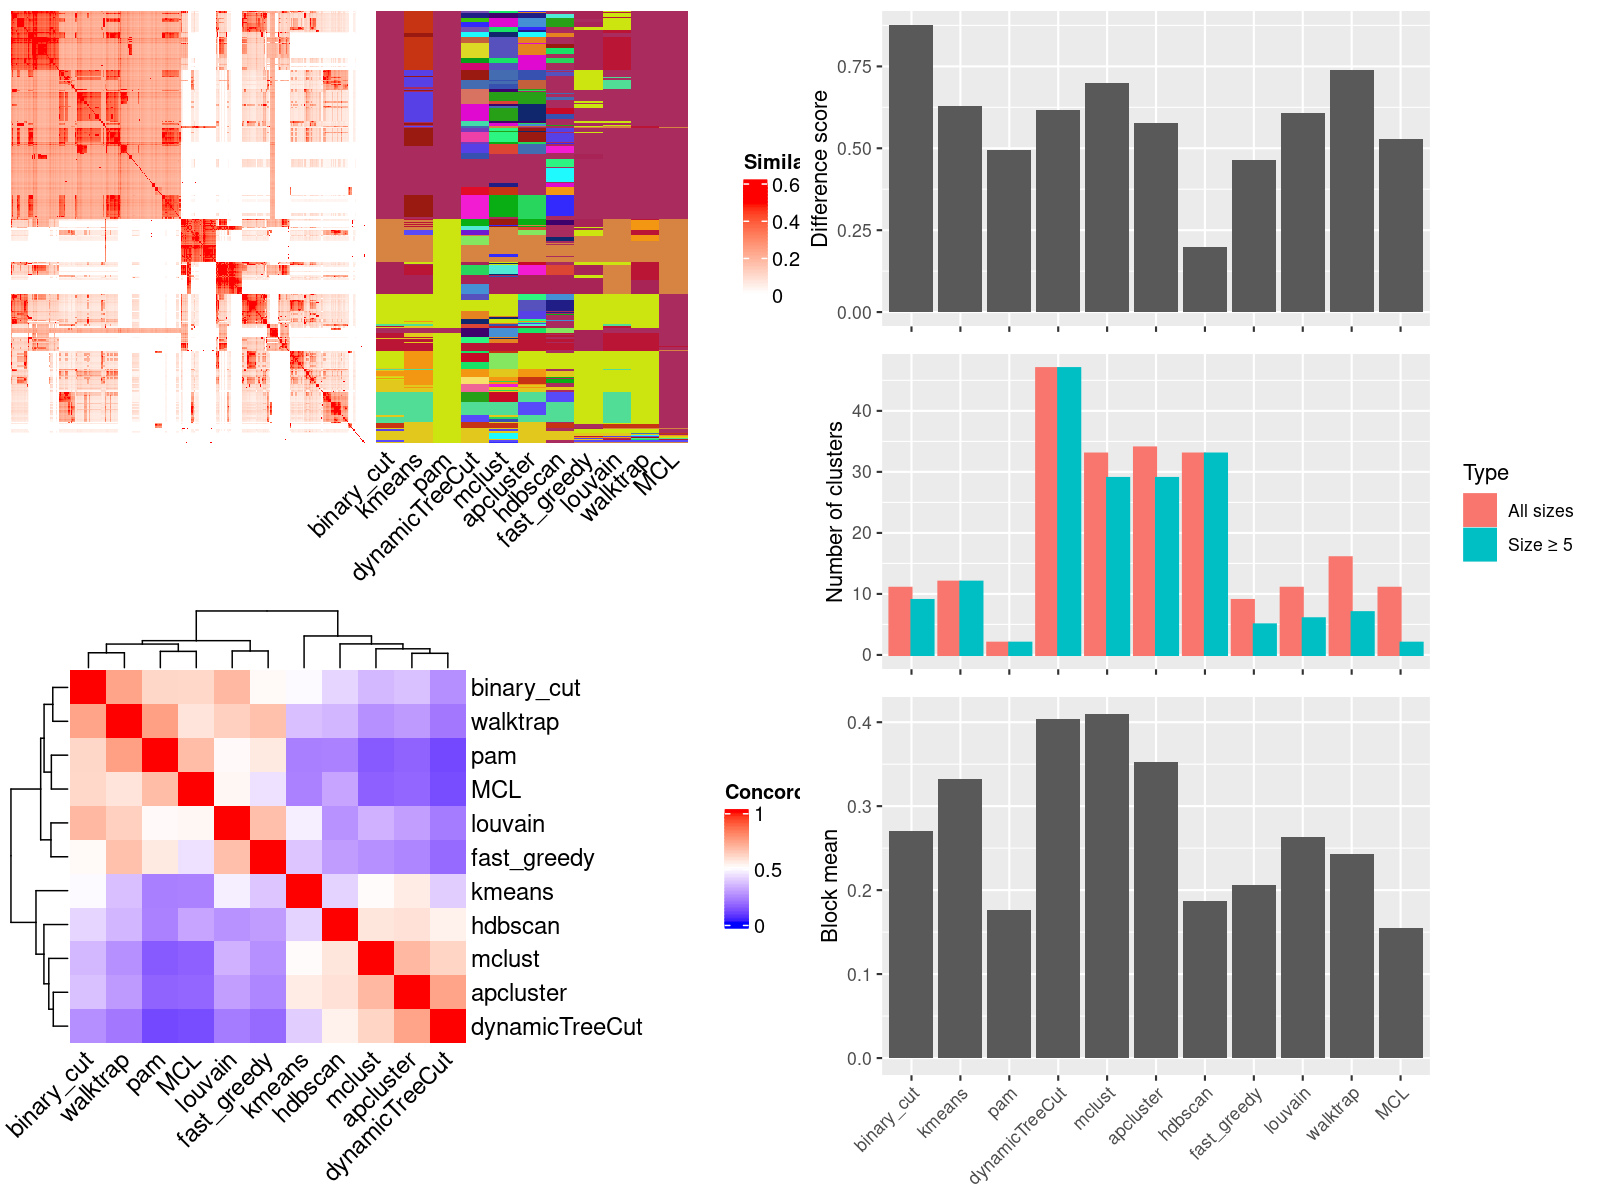 Simila
0.6
0.4
0.2
0
binary_cut
kmeans
pam
dynamicTreeCut
mclust
apcluster
hdbscan
fast_greedy
louvain
walktrap
MCL
binary_cut
walktrap
pam
MCL
louvain
fast_greedy
kmeans
hdbscan
mclust
apcluster
dynamicTreeCut
binary_cut
walktrap
pam
MCL
louvain
fast_greedy
kmeans
hdbscan
mclust
apcluster
dynamicTreeCut
Concord
1
0.5
0
Difference score
0.75
0.50
0.25
0.00
Number of clusters
40
30
20
10
0
Type
All sizes
Size ≥ 5
Block mean
0.4
0.3
0.2
0.1
0.0
binary_cut
kmeans
pam
dynamicTreeCut
mclust
apcluster
hdbscan
fast_greedy
louvain
walktrap
MCL